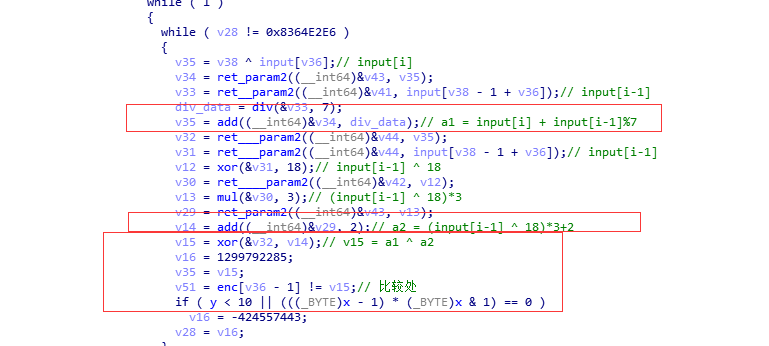 while ( 1 )
{
while ( v28 != 0x8364E2E6 )
{
v35 = v38 ^ input[v36];// input[i]
v34 = ret_param2((__int64)&v43, v35);
v33 = ret__param2((__int64)&v41, input[v38 - 1 + v36]);// input[i-1]
div_data = div(&v33, 7);
v35 = add((__int64)&v34, div_data);// a1 = input[i] + input[i-1]%7
v32 = ret___param2((__int64)&v44, v35);
v31 = ret___param2((__int64)&v44, input[v38 - 1 + v36]);// input[i-1]
v12 = xor(&v31, 18);// input[i-1] ^ 18
v30 = ret____param2((__int64)&v42, v12);
v13 = mul(&v30, 3);// (input[i-1] ^ 18)*3
v29 = ret_param2((__int64)&v43, v13);
v14 = add((__int64)&v29, 2);// a2 = (input[i-1] ^ 18)*3+2
v15 = xor(&v32, v14);// v15 = a1 ^ a2
v16 = 1299792285;
v35 = v15;
v51 = enc[v36 - 1] != v15;// 比较处
if ( y < 10 || (((_BYTE)x - 1) * (_BYTE)x & 1) == 0 )
v16 = -424557443;
v28 = v16;